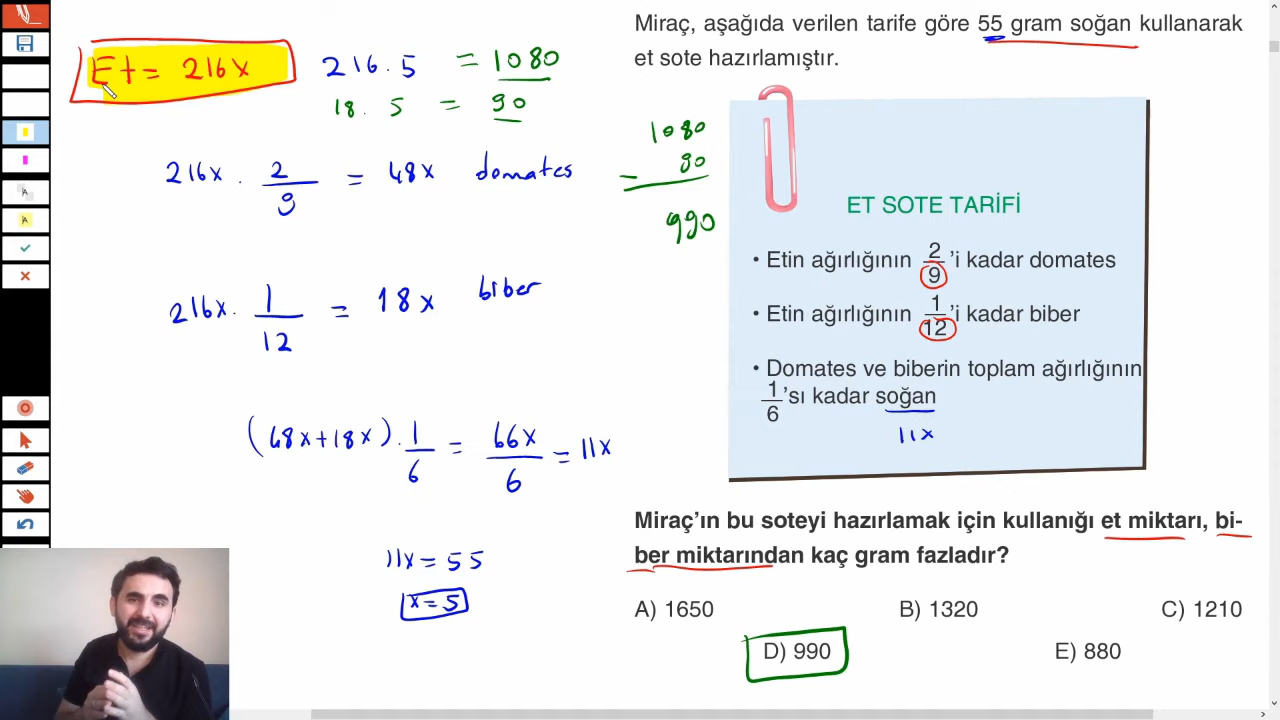 Et = 216x
216.5 = 1080
18. 5 = 90
216x . 2/9 = 48x domates
1080
90
−
990
216x. 1/12 = 18x biber
(48x+18x).1/6 = 66x/6 = 11x
11x = 55
x=5
Miraç, aşağıda verilen tarife göre 55 gram soğan kullanarak
et sote hazırlamıştır.
ET SOTE TARİFİ
• Etin ağırlığının 2/9 'i kadar domates
• Etin ağırlığının 1/12 'i kadar biber
• Domates ve biberin toplam ağırlığının
1/6 'sı kadar soğan
11x
Miraç'ın bu soteyi hazırlamak için kullanığı et miktarı, bi-
ber miktarından kaç gram fazladır?
A) 1650 B) 1320 C) 1210
D) 990 E) 880